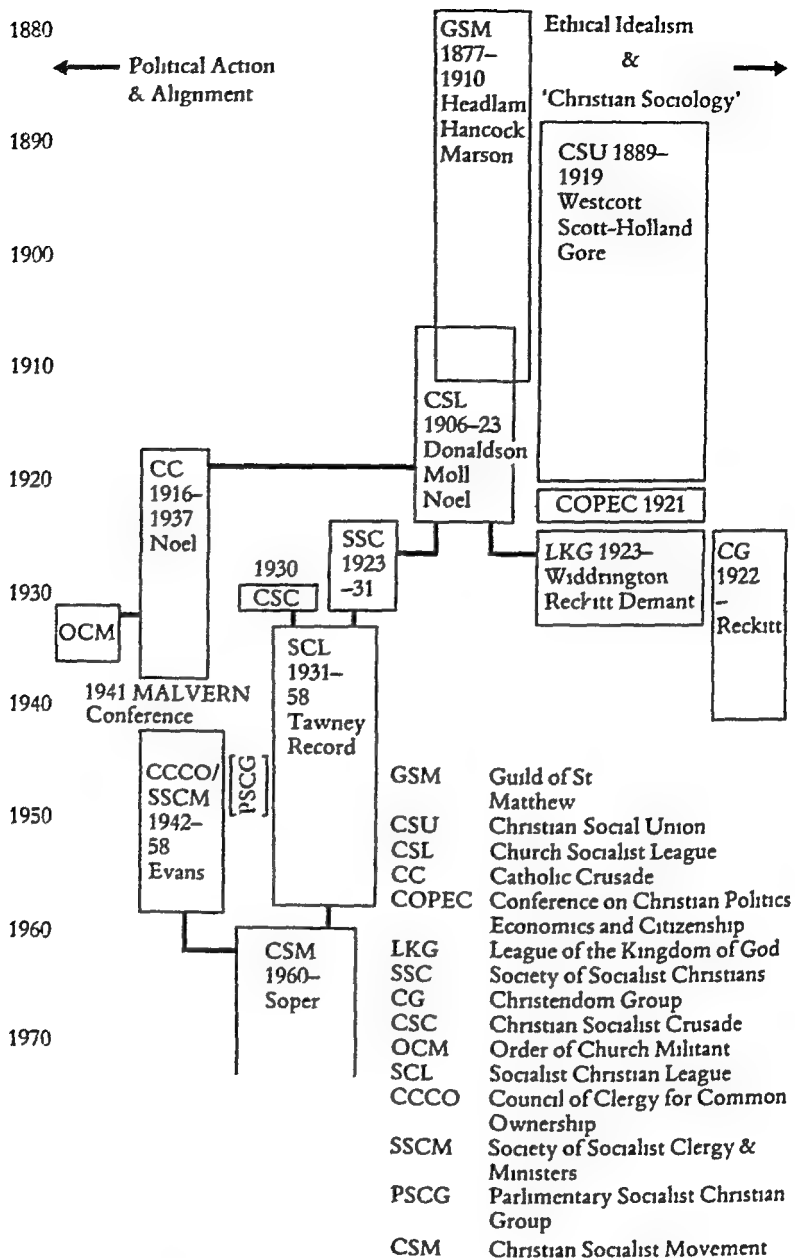 1880
Political Action
& Alignment
GSM
1877–
1910
Headlam
Hancock
Marson
Ethical Idealism
&
'Christian Sociology'
1890
CSU 1889–
1919
Westcott
Scott-Holland
Gore
1900
1910
CSL
1906–23
Donaldson
Moll
Noel
1920
CC
1916–
1937
Noel
COPEC 1921
SSC
1923
–31
LKG 1923–
Widdrington
Reckitt Demant
CG
1922
–
Reckitt
1930
1930
CSC
OCM
SCL
1931–
58
Tawney
Record
1940
1941 MALVERN
Conference
CCCO/
SSCM
1942–
58
Evans
PSCG
1950
1960
CSM
1960–
Soper
1970
GSM Guild of St
Matthew
CSU Christian Social Union
CSL Church Socialist League
CC Catholic Crusade
COPEC Conference on Christian Politics
Economics and Citizenship
LKG League of the Kingdom of God
SSC Society of Socialist Christians
CG Christendom Group
CSC Christian Socialist Crusade
OCM Order of Church Militant
SCL Socialist Christian League
CCCO Council of Clergy for Common
Ownership
SSCM Society of Socialist Clergy &
Ministers
PSCG Parlimentary Socialist Christian
Group
CSM Christian Socialist Movement